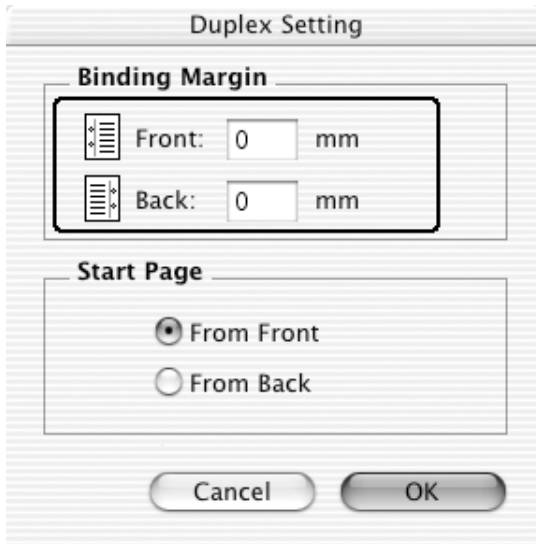 Duplex Setting
Binding Margin
Front: 0 mm
Back: 0 mm
Start Page
From Front
From Back
Cancel OK